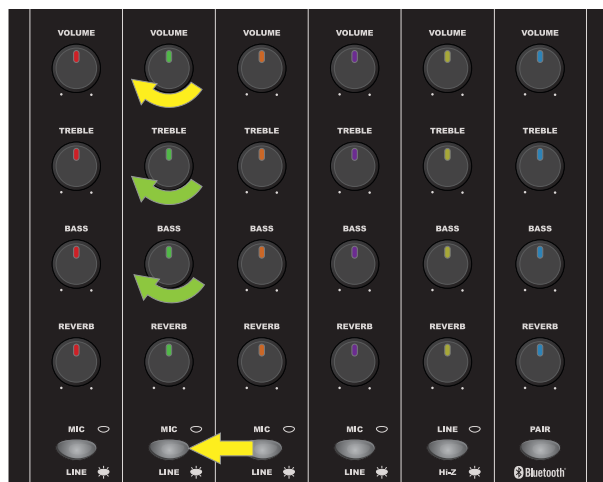 VOLUME VOLUME VOLUME VOLUME VOLUME VOLUME
TREBLE TREBLE TREBLE TREBLE TREBLE TREBLE
BASS BASS BASS BASS BASS BASS
REVERB REVERB REVERB REVERB REVERB REVERB
MIC MIC MIC MIC LINE PAIR
LINE LINE LINE LINE Hi-Z Bluetooth